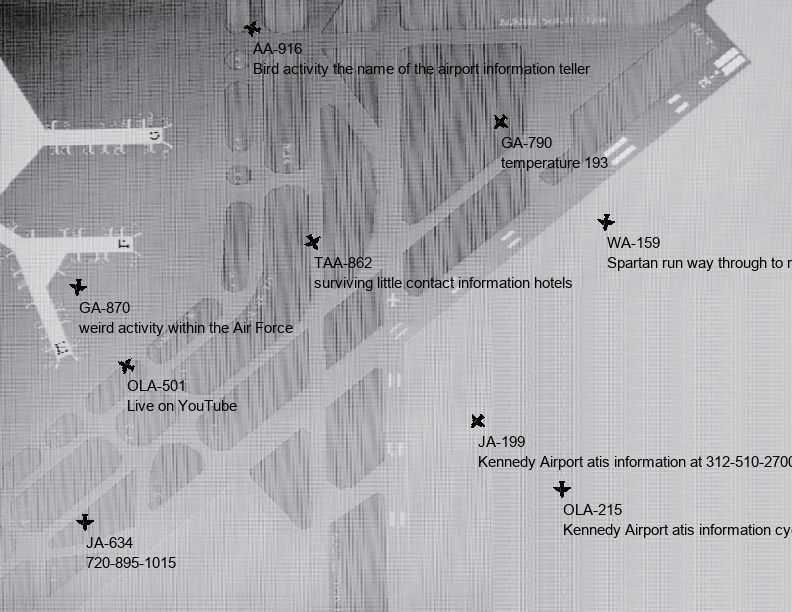 AA-916
Bird activity the name of the airport information teller
GA-790
temperature 193
WA-159
Spartan run way through to
TAA-862
surviving little contact information hotels
GA-870
weird activity within the Air Force
OLA-501
Live on YouTube
JA-199
Kennedy Airport atis information at 312-510-2700
OLA-215
Kennedy Airport atis information
JA-634
720-895-1015